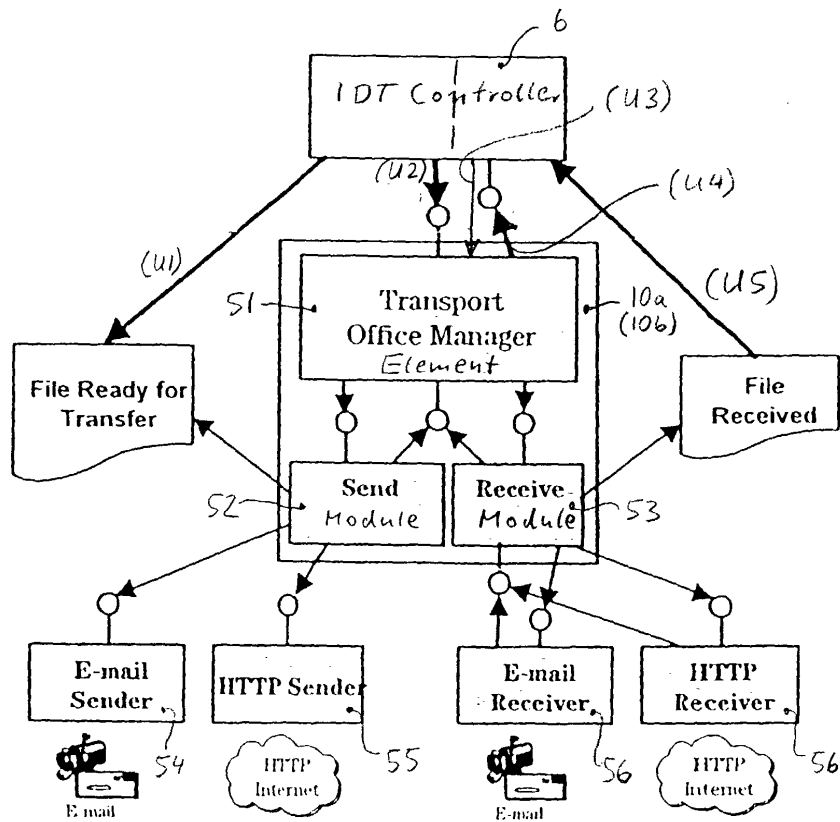 6
IDT Controller
(U3)
(U2)
(U4)
(U1)
(U5)
51
Transport
Office Manager
Element
10a
(10b)
File Ready for
Transfer
File
Received
52
Send
Module
Receive
Module
53
E-mail
Sender
HTTP Sender
E-mail
Receiver
HTTP
Receiver
54
55
56
56
E-mail
HTTP
Internet
E-mail
HTTP
Internet